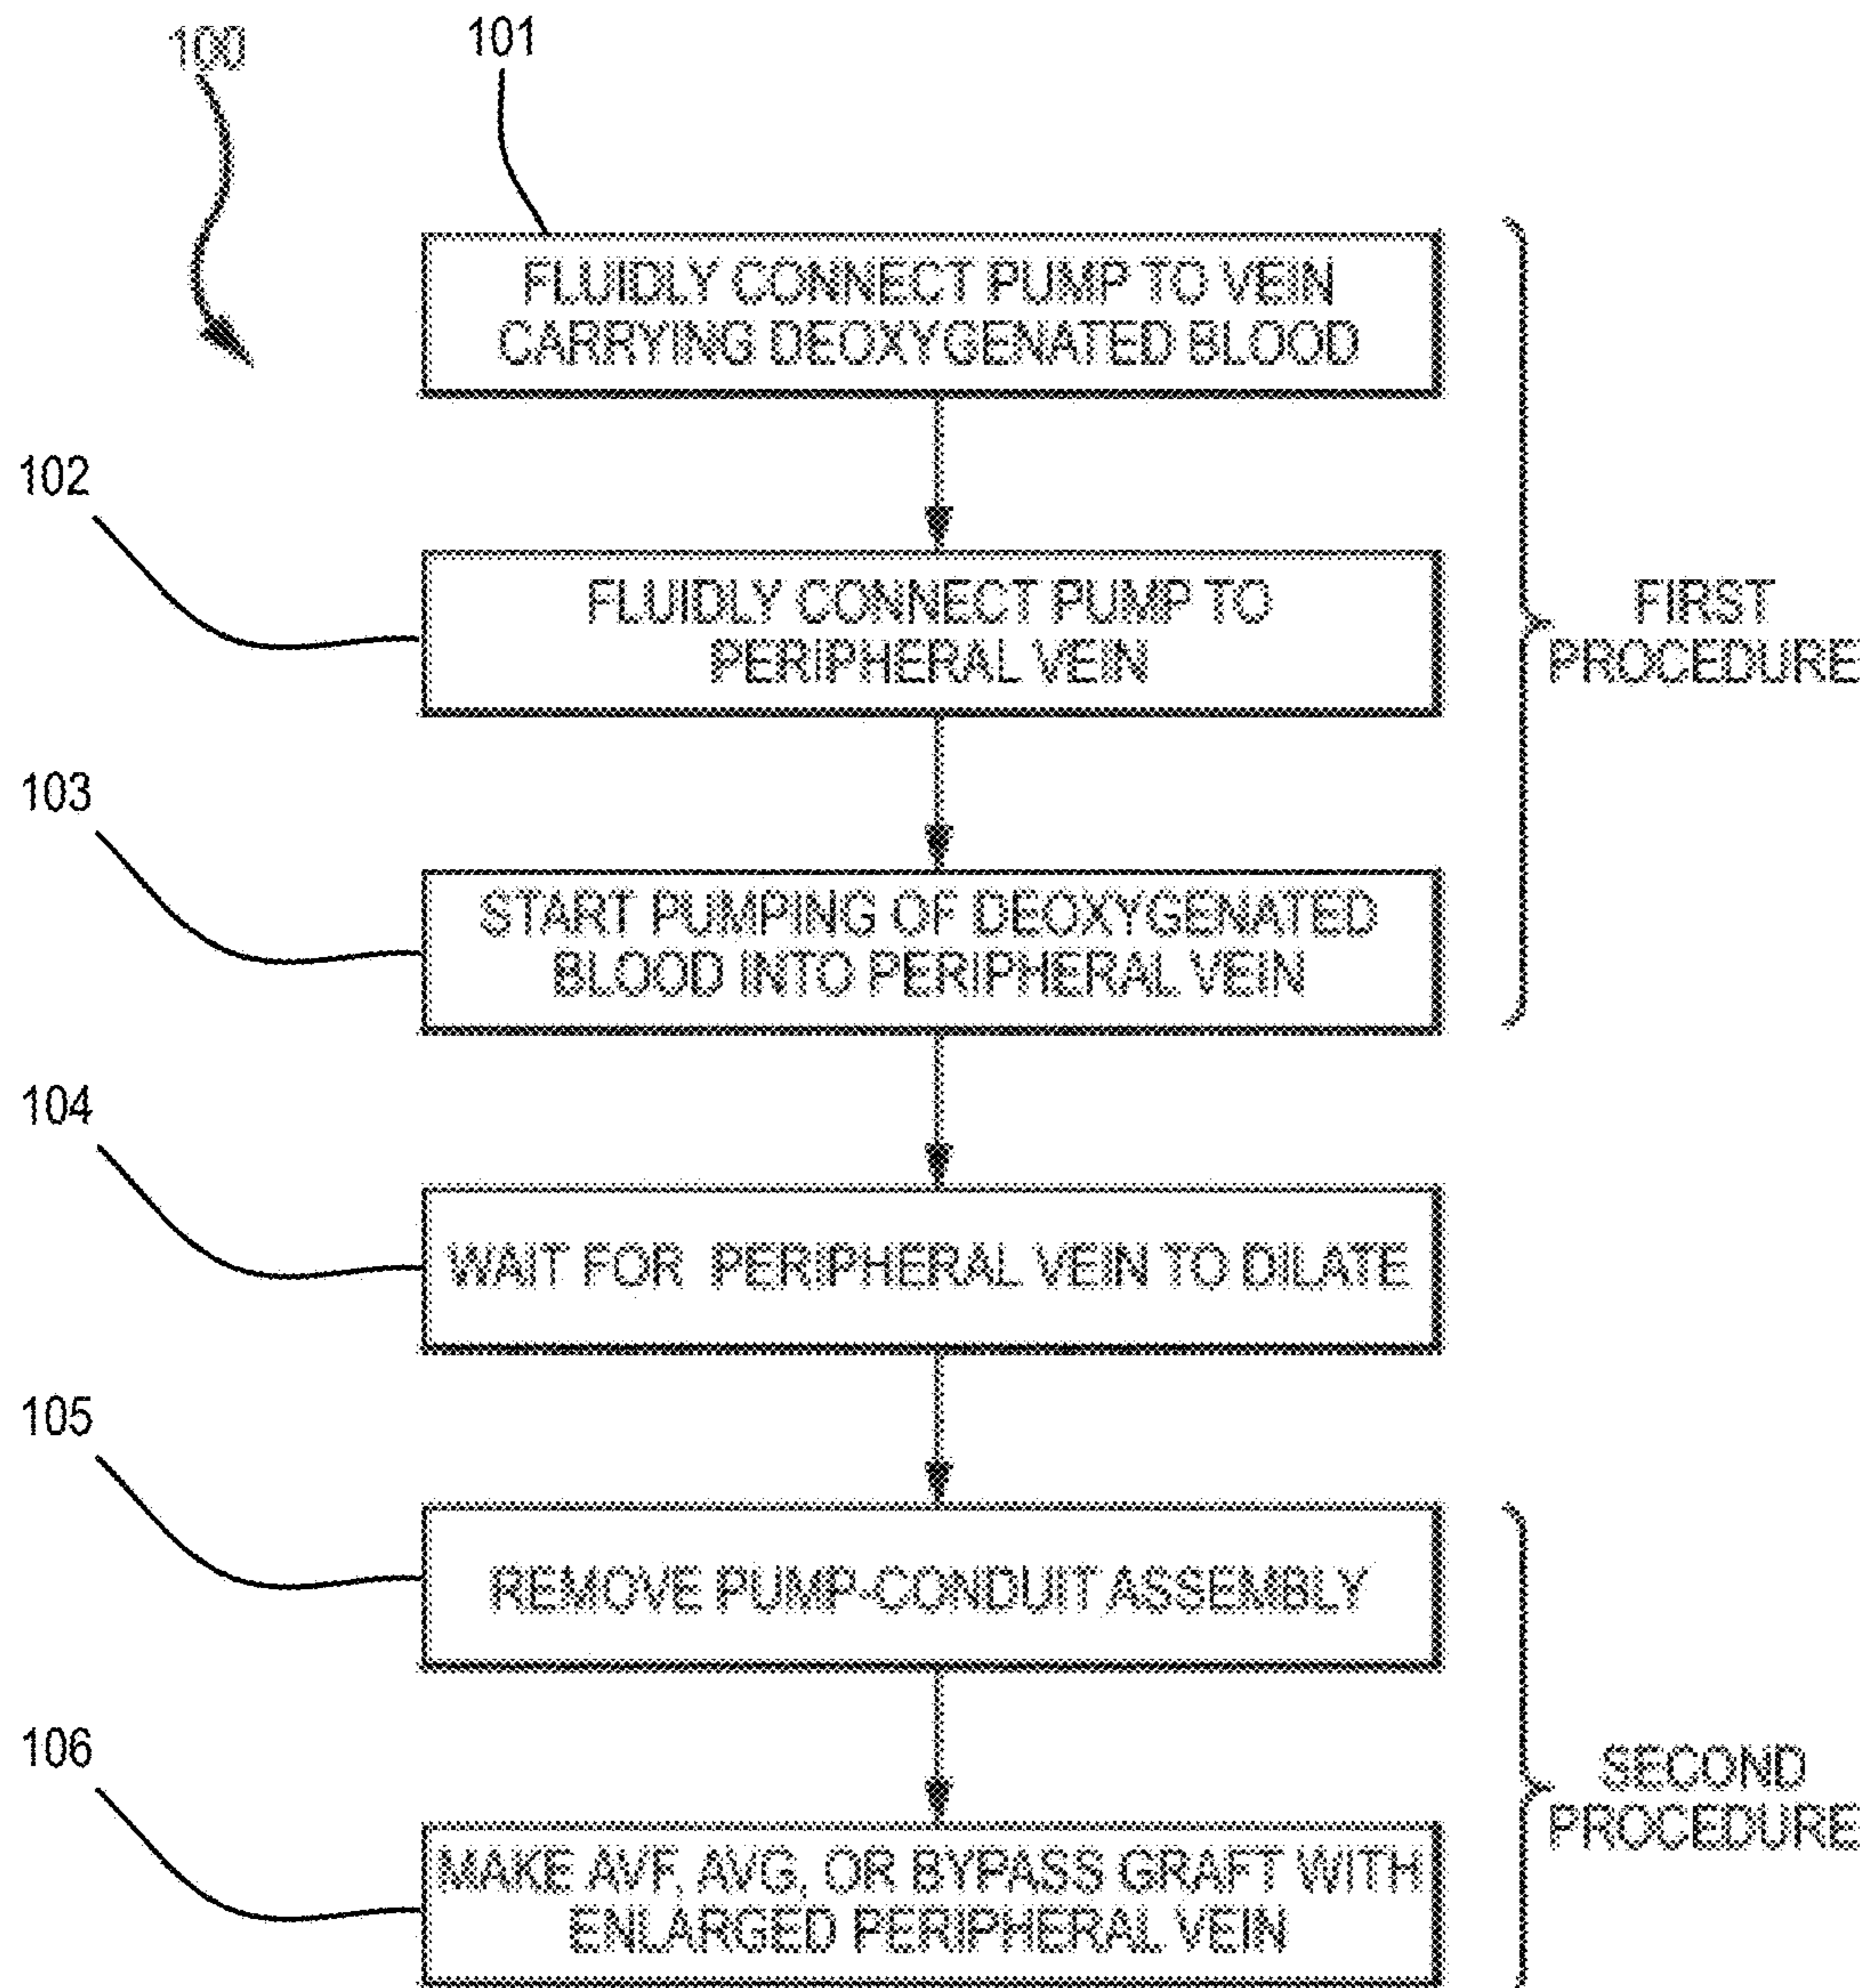 100
101
FLUIDLY CONNECT PUMP TO VEIN
CARRYING DEOXYGENATED BLOOD
102
FLUIDLY CONNECT PUMP TO
PERIPHERAL VEIN
FIRST
PROCEDURE
103
START PUMPING OF DEOXYGENATED
BLOOD INTO PERIPHERAL VEIN
104
WAIT FOR PERIPHERAL VEIN TO DILATE
105
REMOVE PUMP-CONDUIT ASSEMBLY
106
SECOND
PROCEDURE
MAKE AVF, AVG, OR BYPASS GRAFT WITH
ENLARGED PERIPHERAL VEIN